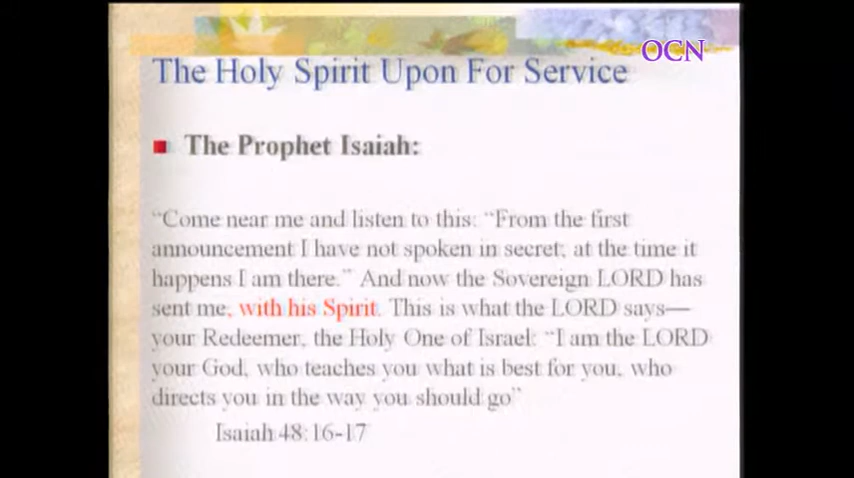 OCN
The Holy Spirit Upon For Service
The Prophet Isaiah:
“Come near me and listen to this: “From the first
announcement I have not spoken in secret; at the time it
happens I am there.” And now the Sovereign LORD has
sent me, with his Spirit. This is what the LORD says—
your Redeemer, the Holy One of Israel: “I am the LORD
your God, who teaches you what is best for you, who
directs you in the way you should go”
Isaiah 48:16-17